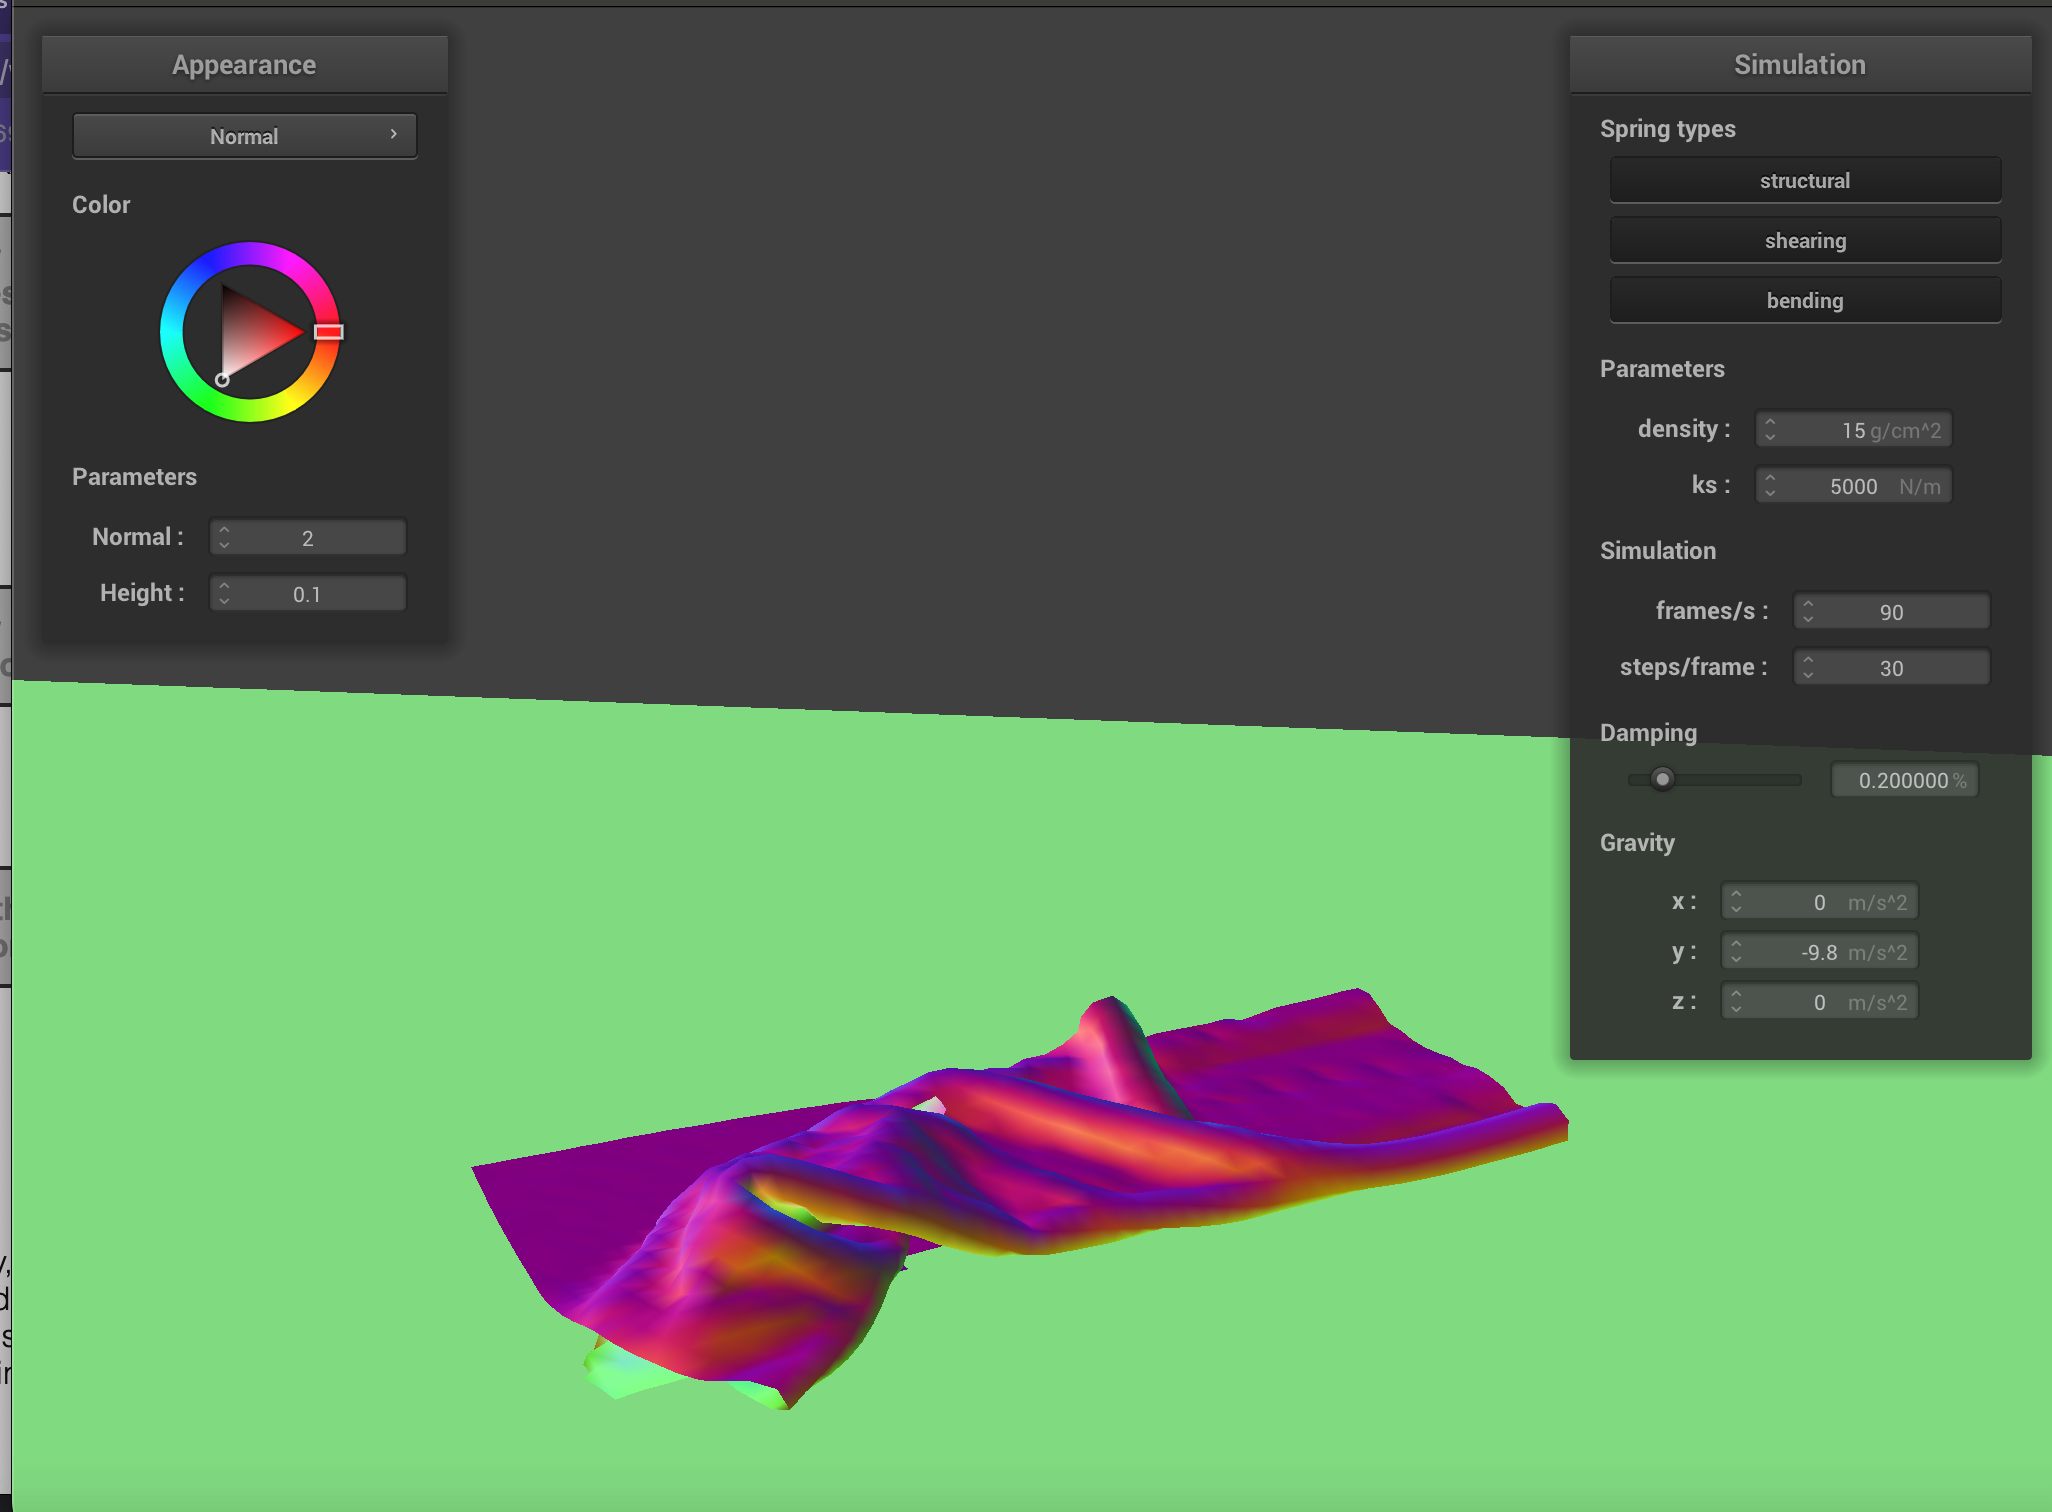 Appearance
Normal
Color
Parameters
Normal : 2
Height : 0.1
Simulation
Spring types
structural
shearing
bending
Parameters
density : 15 g/cm^2
ks : 5000 N/m
Simulation
frames/s : 90
steps/frame : 30
Damping
0.200000 %
Gravity
x : 0 m/s^2
y : -9.8 m/s^2
z : 0 m/s^2